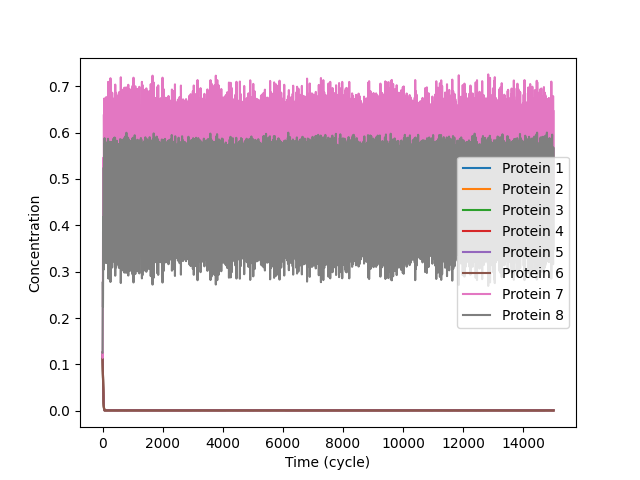 0.7
0.6
0.5
0.4
0.3
0.2
0.1
0.0
Concentration
Protein 1
Protein 2
Protein 3
Protein 4
Protein 5
Protein 6
Protein 7
Protein 8
0 2000 4000 6000 8000 10000 12000 14000
Time (cycle)